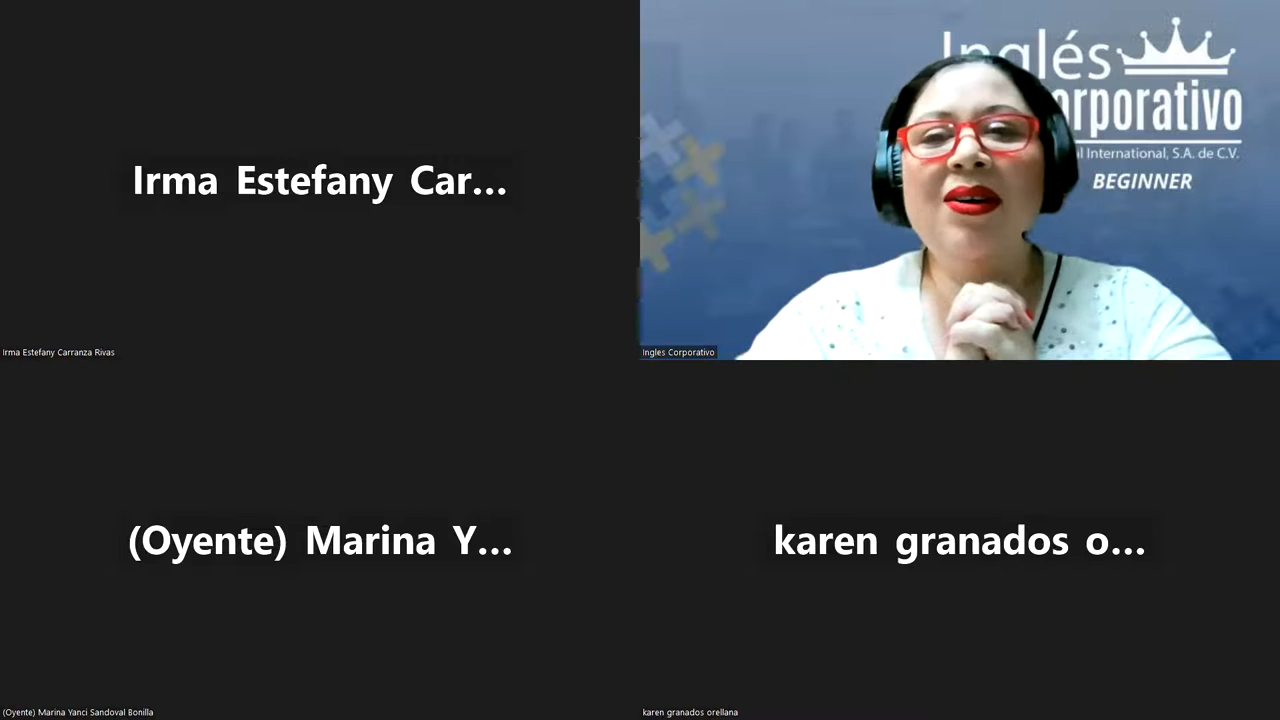 Irma Estefany Car...
Irma Estefany Carranza Rivas
Inglés
orporativo
al International, S.A. de C.V.
BEGINNER
Ingles Corporativo
(Oyente) Marina Y...
(Oyente) Marina Yanci Sandoval Bonilla
karen granados o...
karen granados orellana